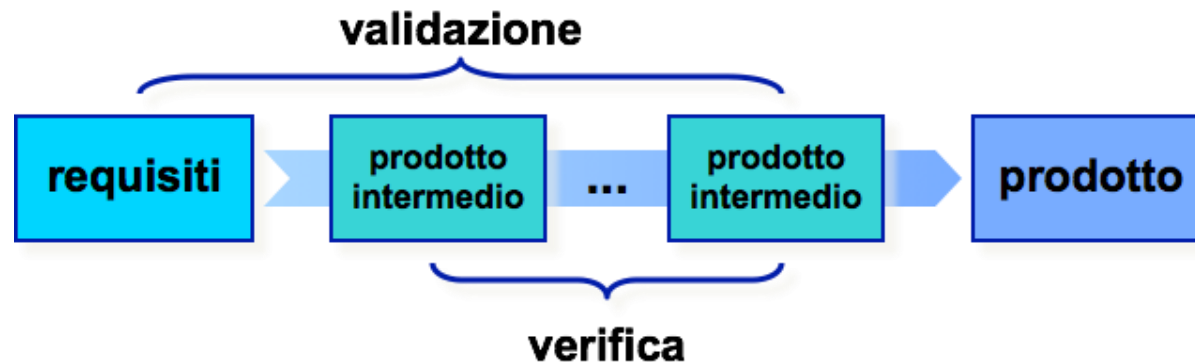 validazione
requisiti
prodotto
intermedio
...
prodotto
intermedio
prodotto
verifica